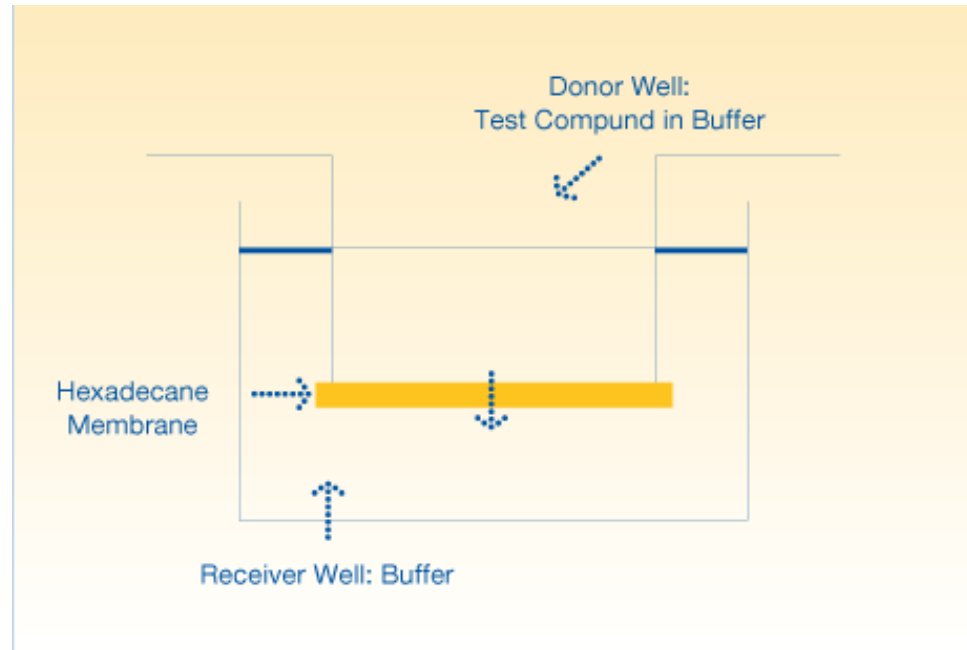 Donor Well:
Test Compund in Buffer
Hexadecane
Membrane
Receiver Well: Buffer